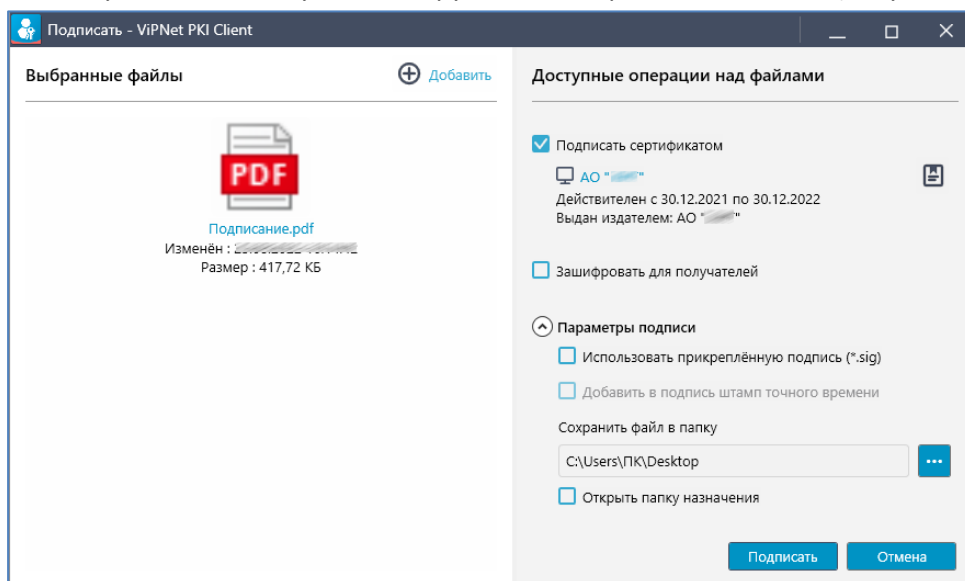 Подписать - ViPNet PKI Client
Выбранные файлы
Добавить
PDF
Подписание.pdf
Изменён :
Размер : 417,72 КБ
Доступные операции над файлами
Подписать сертификатом
АО " "
Действителен с 30.12.2021 по 30.12.2022
Выдан издателем: АО " "
Зашифровать для получателей
Параметры подписи
Использовать прикреплённую подпись (*.sig)
Добавить в подпись штамп точного времени
Сохранить файл в папку
C:\Users\ПК\Desktop
...
Открыть папку назначения
Подписать
Отмена